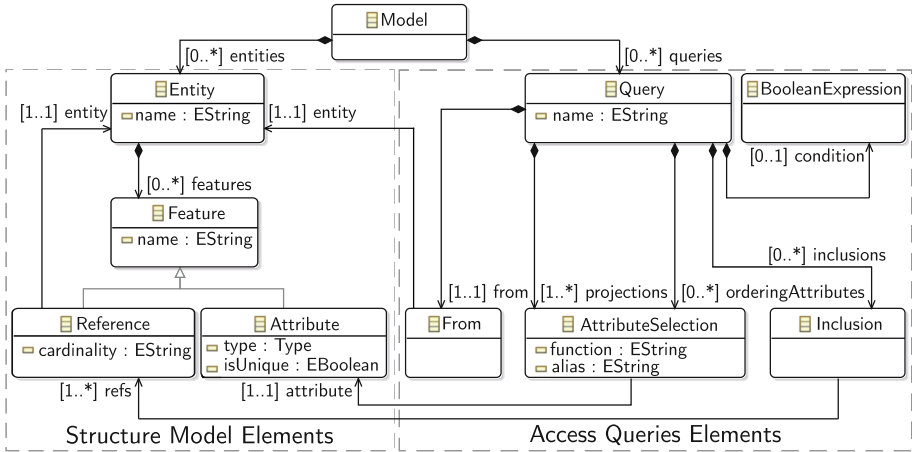 Model
[0..*] entities
[0..*] queries
Entity
name : EString
Query
name : EString
BooleanExpression
[1..1] entity
[1..1] entity
[0..1] condition
[0..*] features
Feature
name : EString
[0..*] inclusions
[1..1] from
[1..*] projections
[0..*] orderingAttributes
Reference
cardinality : EString
Attribute
type : Type
isUnique : EBoolean
From
AttributeSelection
function : EString
alias : EString
Inclusion
[1..*] refs
[1..1] attribute
Structure Model Elements
Access Queries Elements